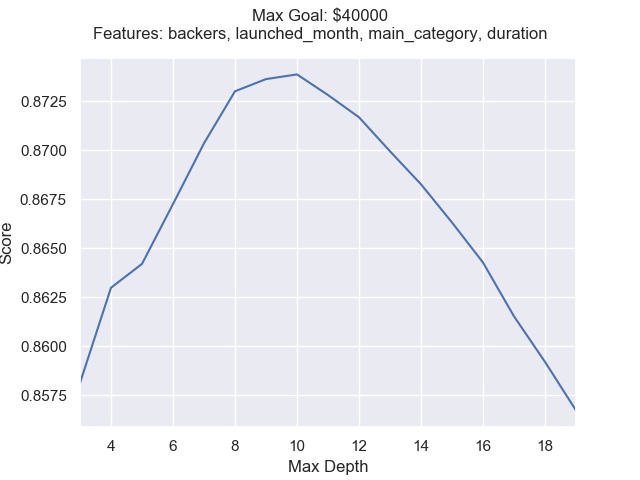 Max Goal: $40000
Features: backers, launched_month, main_category, duration
0.8725
0.8700
0.8675
0.8650
0.8625
0.8600
0.8575
Score
4 6 8 10 12 14 16 18
Max Depth